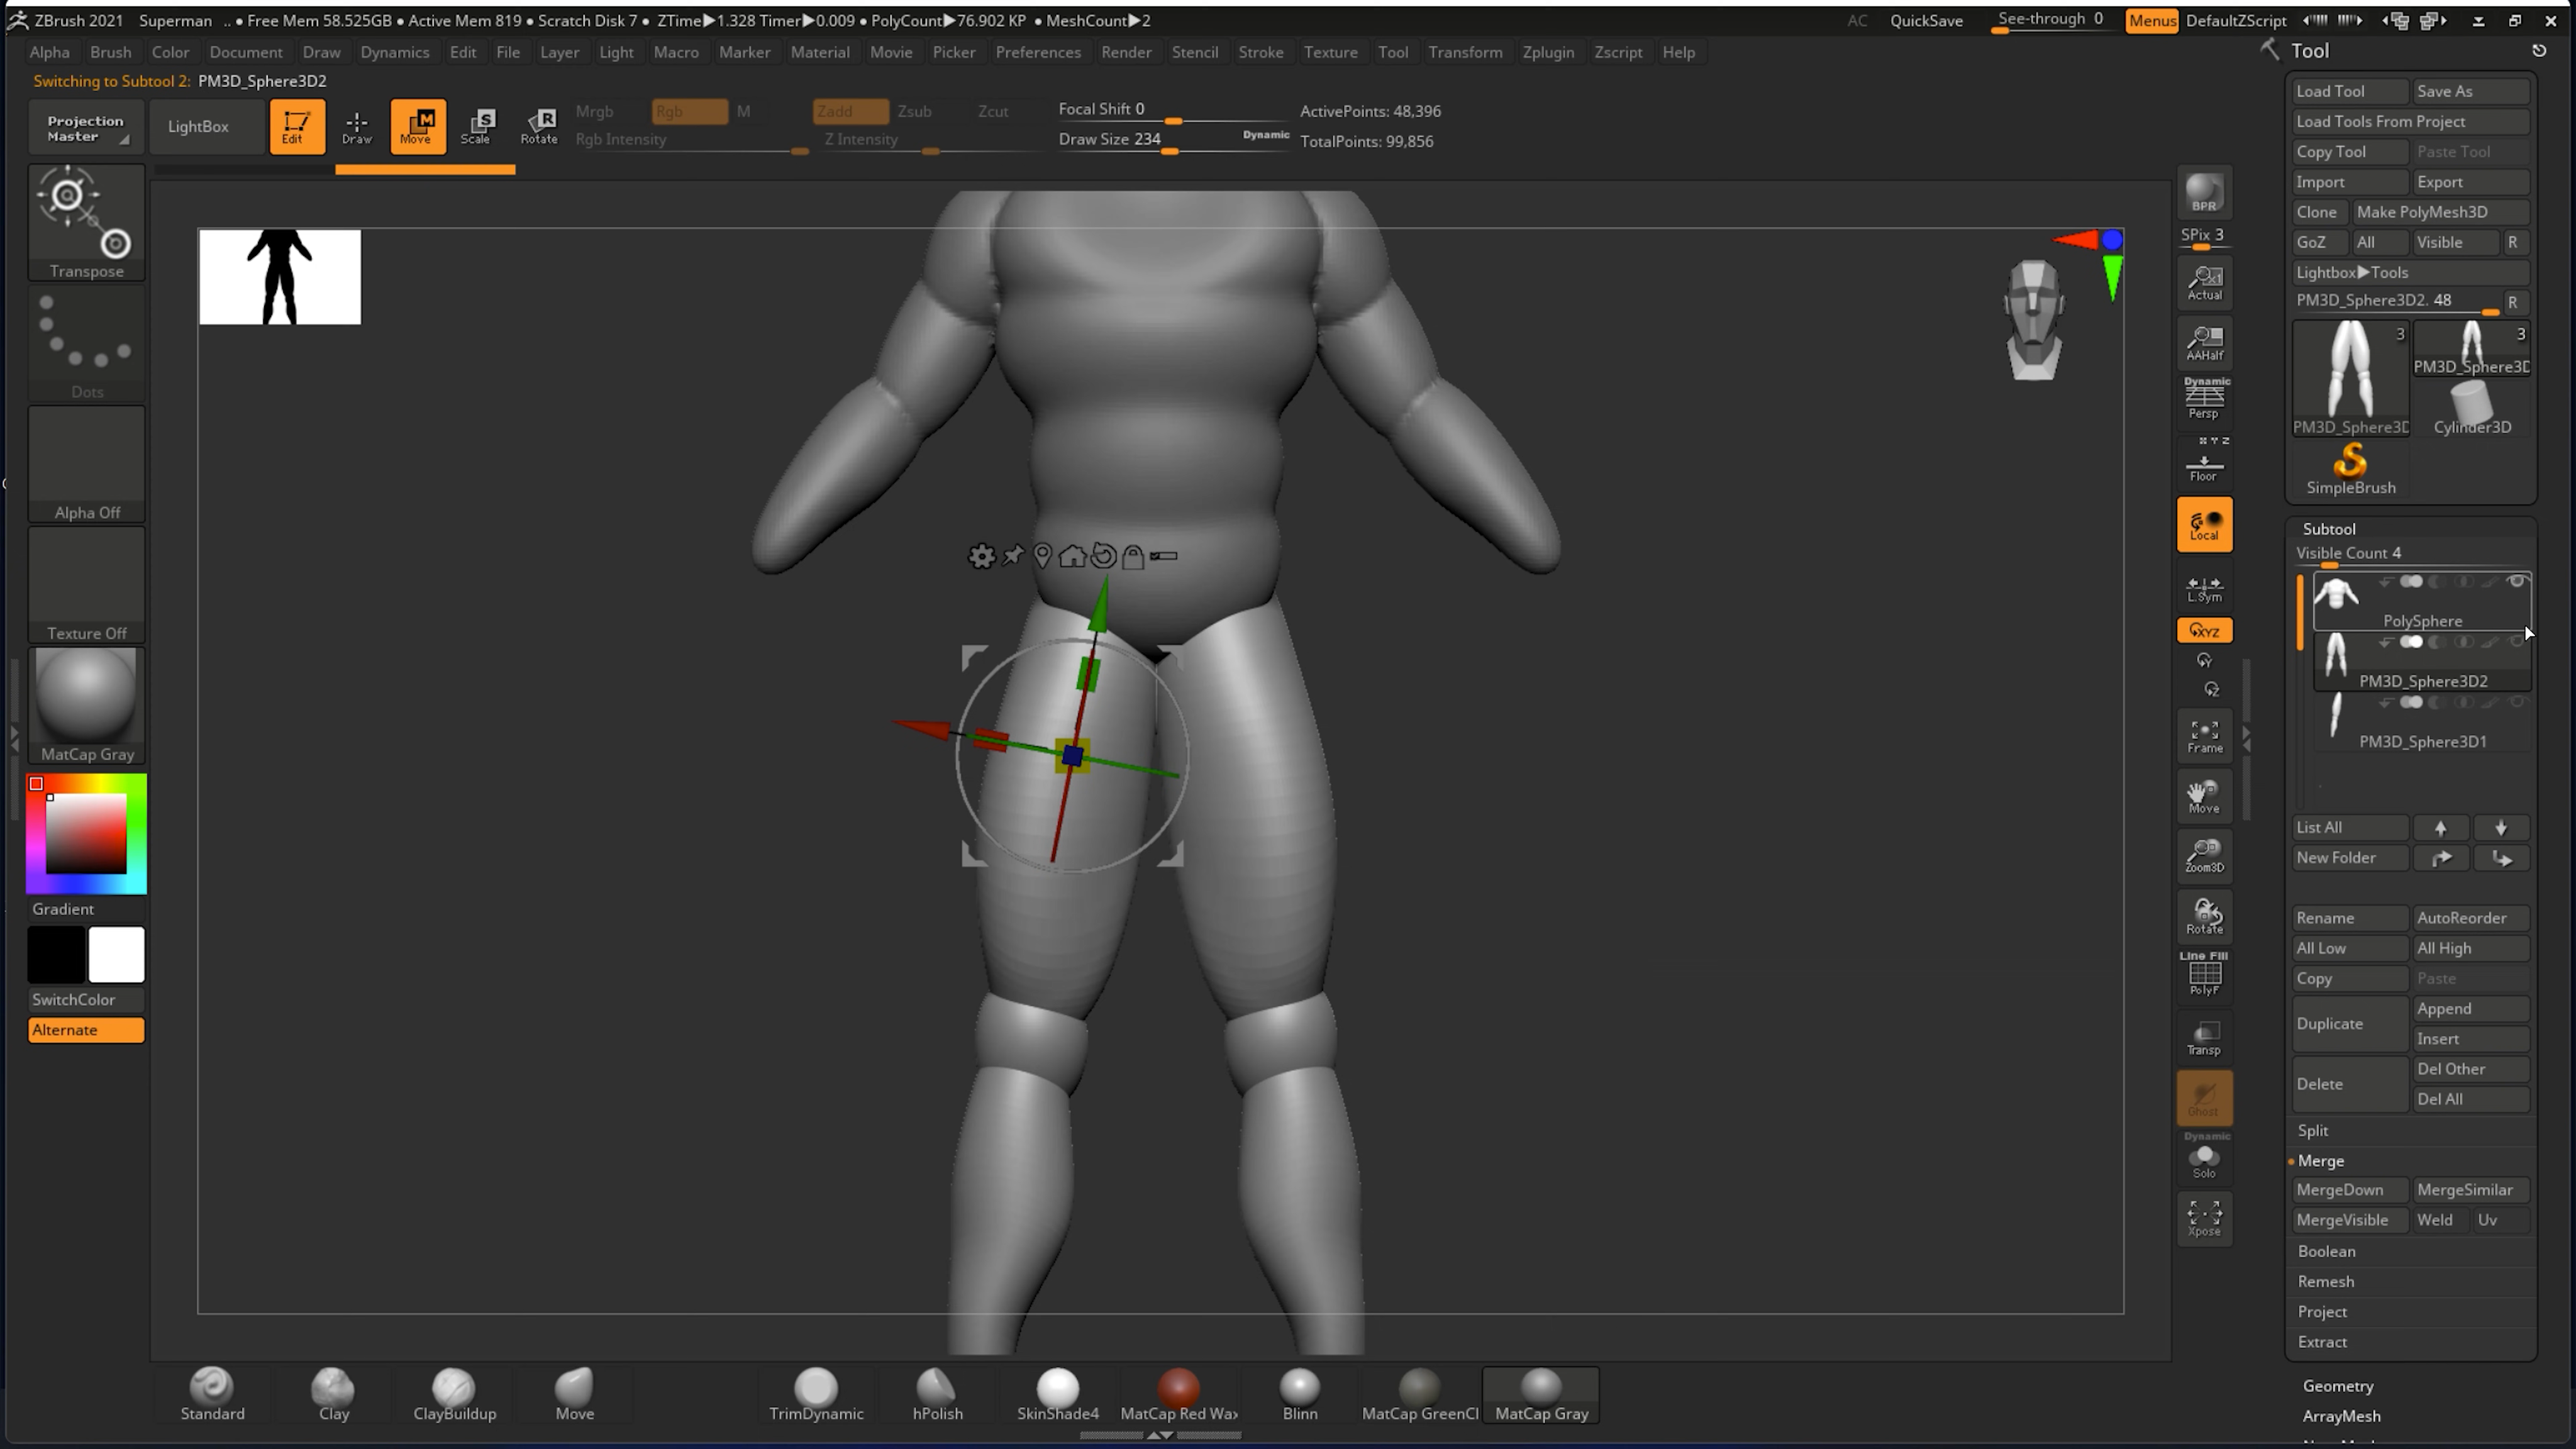 ZBrush 2021 Superman .. • Free Mem 58.525GB • Active Mem 819 • Scratch Disk 7 • ZTime▶1.328 Timer▶0.009 • PolyCount▶76.902 KP • MeshCount▶2 AC QuickSave See-through 0 Menus DefaultZScript
Alpha Brush Color Document Draw Dynamics Edit File Layer Light Macro Marker Material Movie Picker Preferences Render Stencil Stroke Texture Tool Transform Zplugin Zscript Help
Switching to Subtool 2: PM3D_Sphere3D2
Projection Master
LightBox
Edit
Draw
M
Move
S
Scale
R
Rotate
Mrgb Rgb M
Rgb Intensity
Zadd Zsub Zcut
Z Intensity
Focal Shift 0
Draw Size 234
Dynamic
ActivePoints: 48,396
TotalPoints: 99,856
Transpose
Dots
Alpha Off
Texture Off
MatCap Gray
Gradient
SwitchColor
Alternate
BPR
SPix 3
Actual
AAHalf
Dynamic
Persp
X Y Z
Floor
Local
L.Sym
XYZ
Y
Z
Frame
Move
Zoom3D
Rotate
Line Fill
PolyF
Transp
Ghost
Dynamic
Solo
Xpose
Tool
Load Tool Save As
Load Tools From Project
Copy Tool Paste Tool
Import Export
Clone Make PolyMesh3D
GoZ All Visible R
Lightbox▶Tools
PM3D_Sphere3D2. 48 R
3 3
PM3D_Sphere3D
PM3D_Sphere3D Cylinder3D
SimpleBrush
Subtool
Visible Count 4
PolySphere
PM3D_Sphere3D2
PM3D_Sphere3D1
List All
New Folder
Rename AutoReorder
All Low All High
Copy Paste
Duplicate Append
Insert
Delete Del Other
Del All
Split
Merge
MergeDown MergeSimilar
MergeVisible Weld Uv
Boolean
Remesh
Project
Extract
Geometry
ArrayMesh
Standard Clay ClayBuildup Move TrimDynamic hPolish SkinShade4 MatCap Red Wax Blinn MatCap GreenCl MatCap Gray